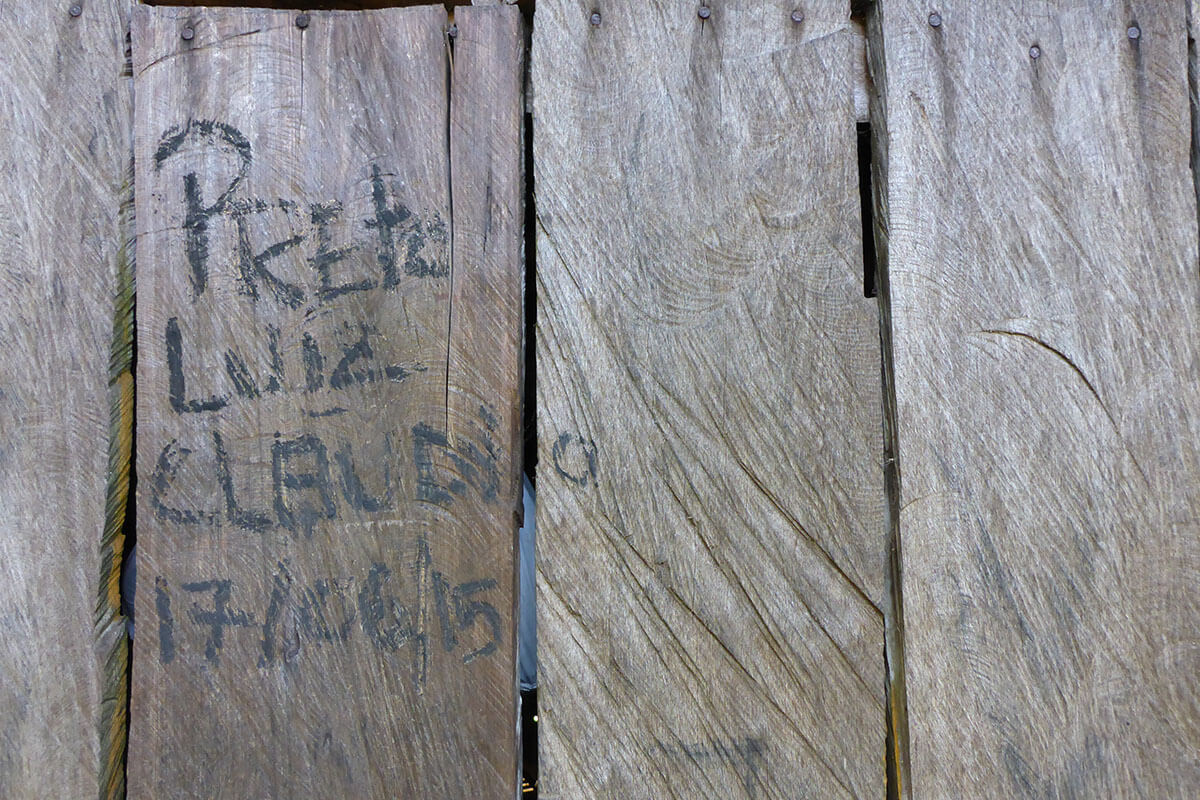 PRETO
LUIZ
CLAUDIO
17/06/15